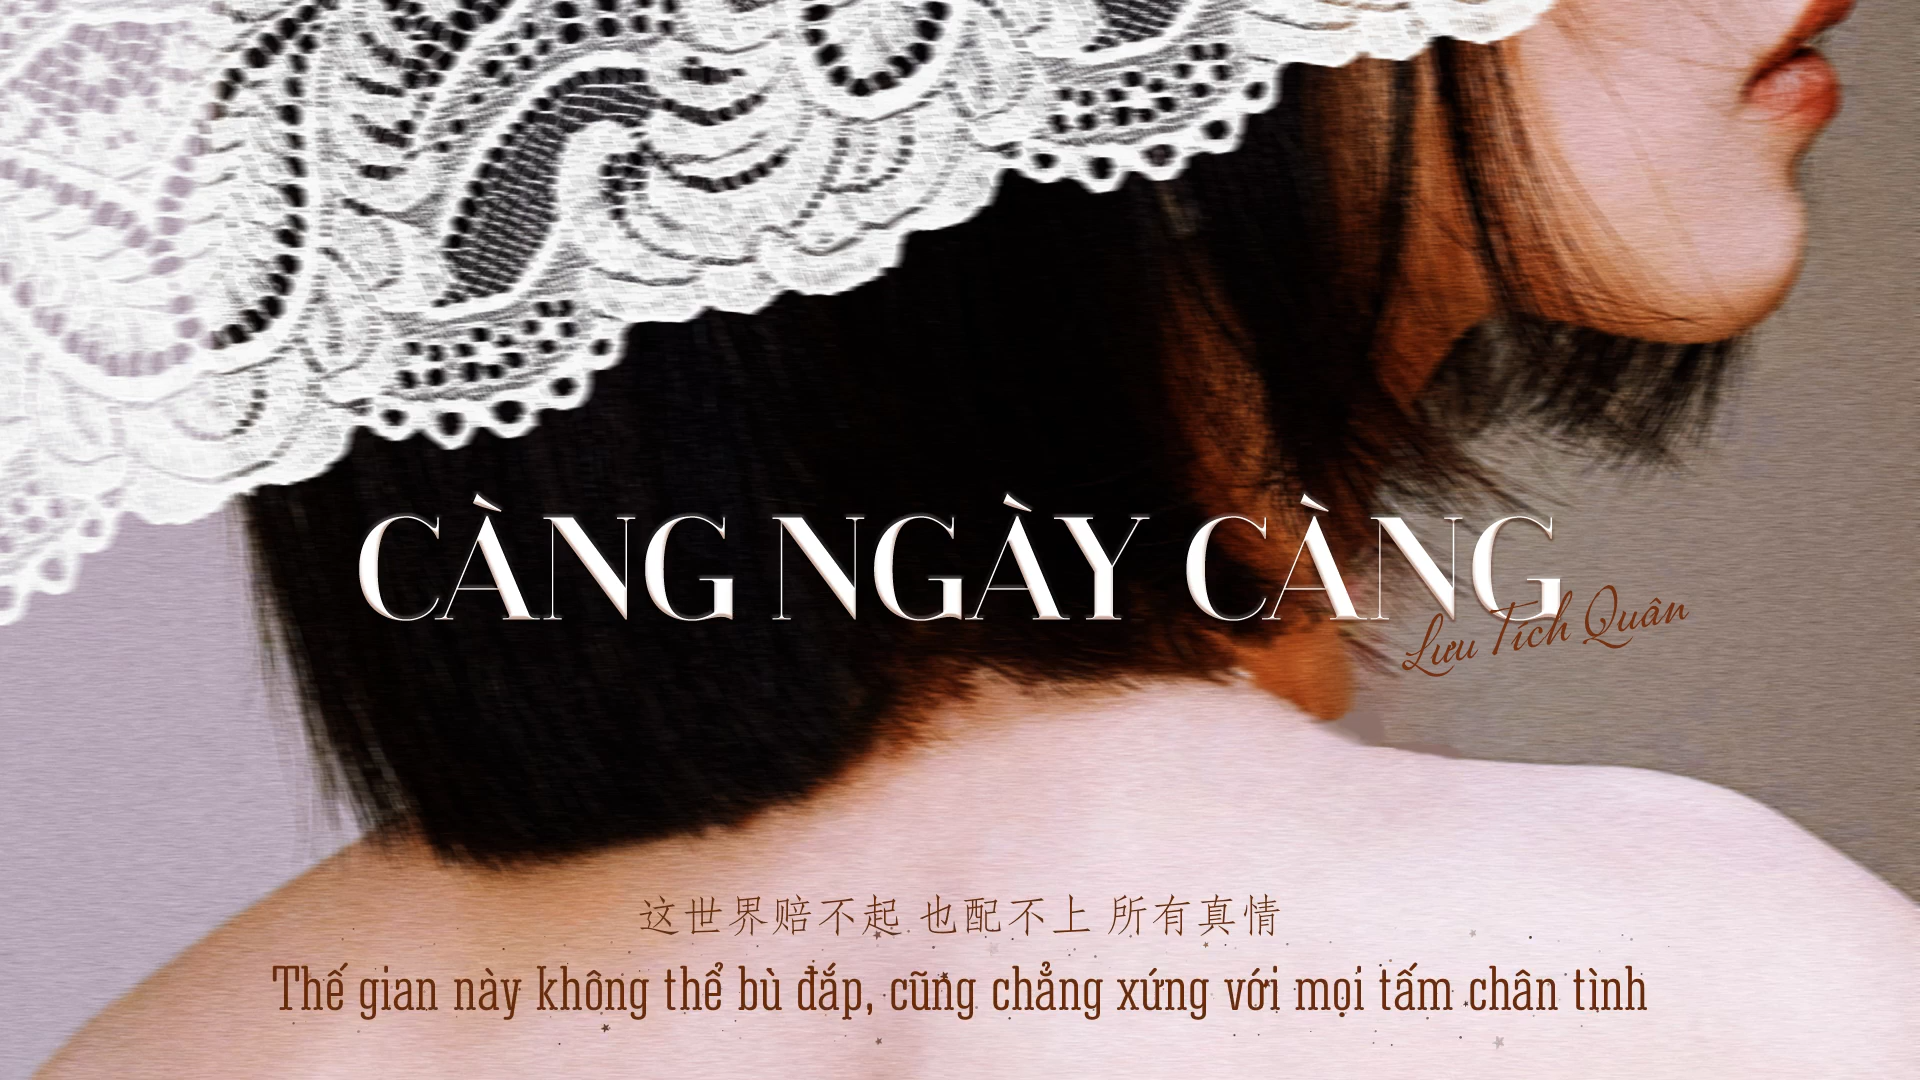 CÀNG NGÀY CÀNG
Lưu Tích Quân
这世界赔不起 也配不上 所有真情
Thế gian này không thể bù đắp, cũng chẳng xứng với mọi tấm chân tình